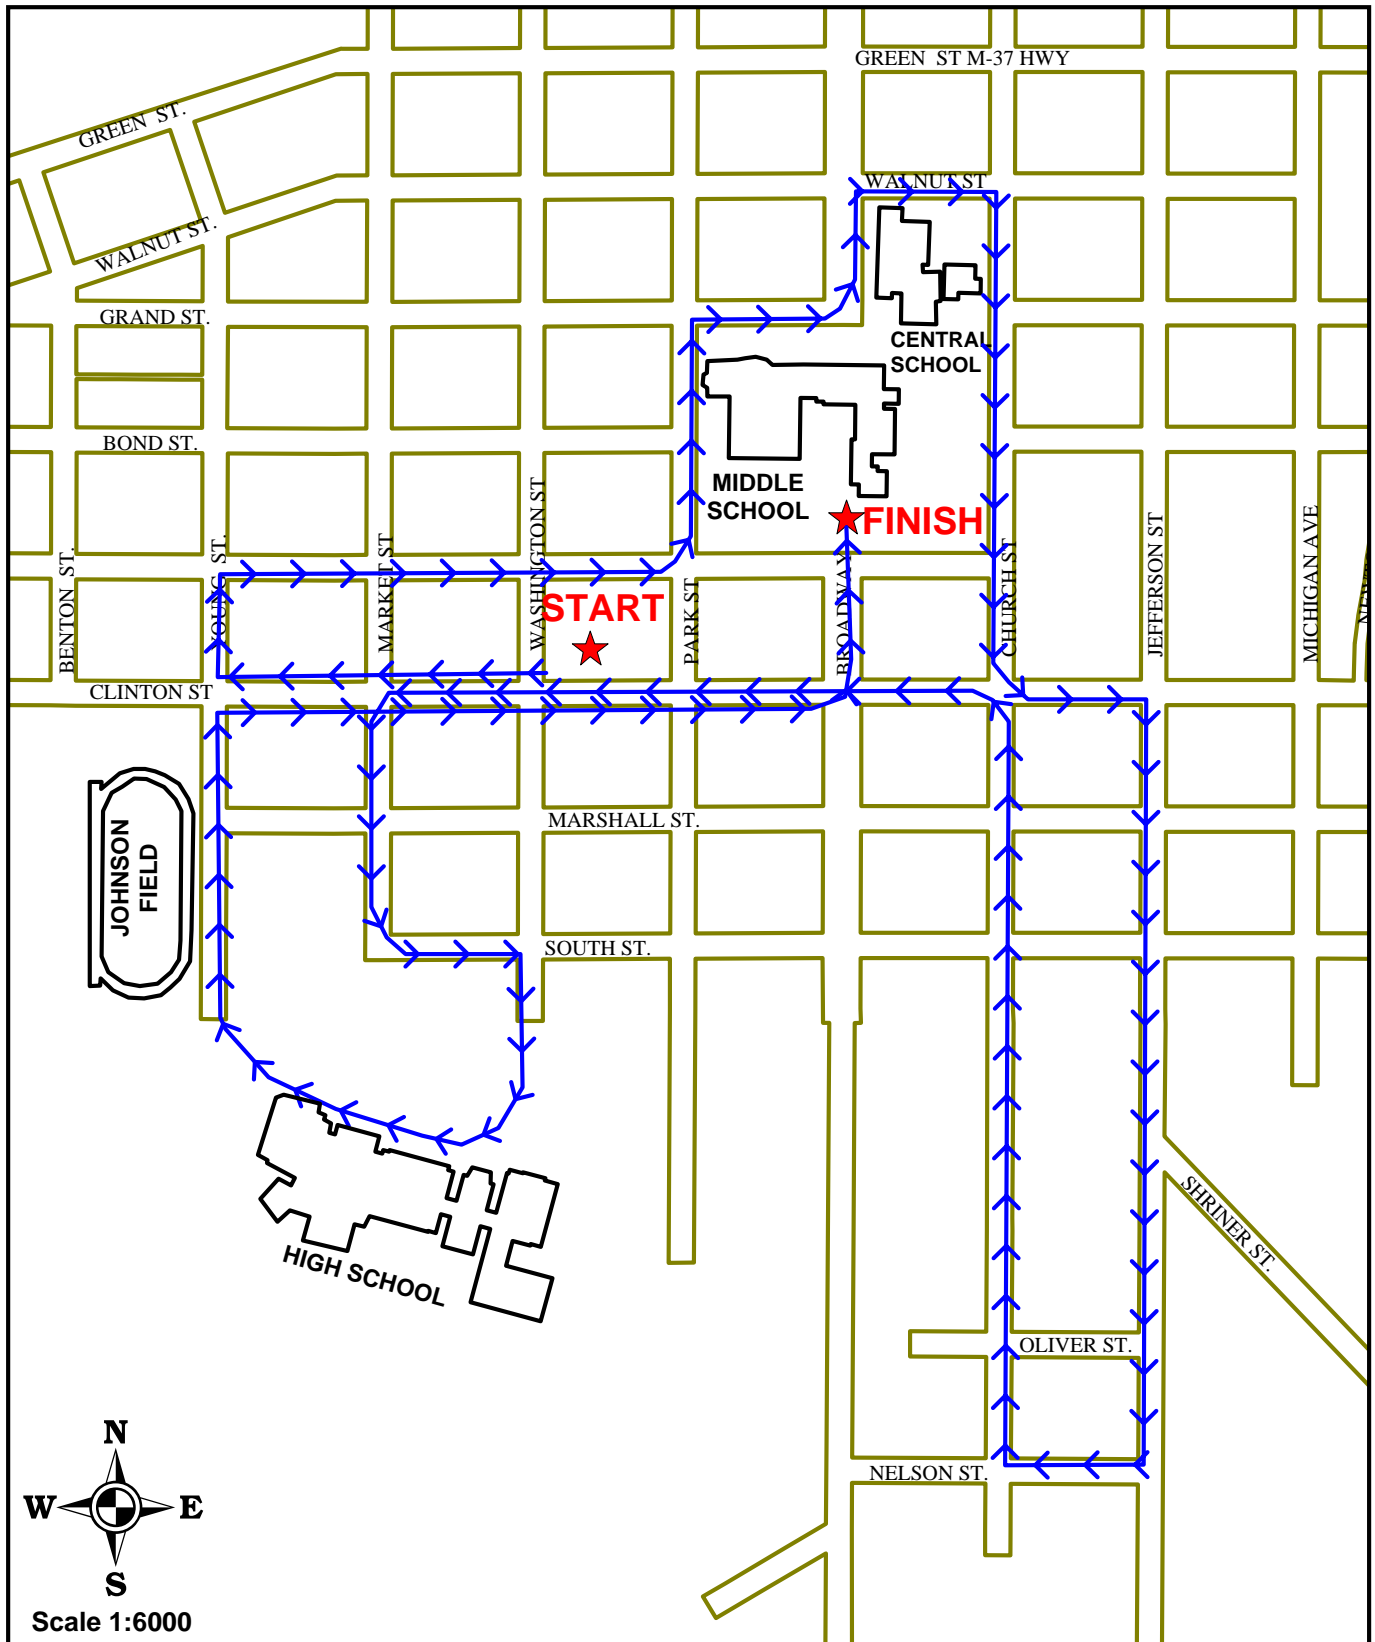 GREEN ST M-37 HWY
GREEN ST.
WALNUT ST
WALNUT ST.
GRAND ST.
CENTRAL
SCHOOL
BOND ST.
MIDDLE
SCHOOL
FINISH
BENTON ST.
YOUNG ST.
MARKET ST
WASHINGTON ST
START
PARK ST
BROADWAY
CHURCH ST
JEFFERSON ST
MICHIGAN AVE
CLINTON ST
MARSHALL ST.
JOHNSON
FIELD
SOUTH ST.
SHRINER ST.
HIGH SCHOOL
OLIVER ST.
NELSON ST.
N
W E
S
Scale 1:6000